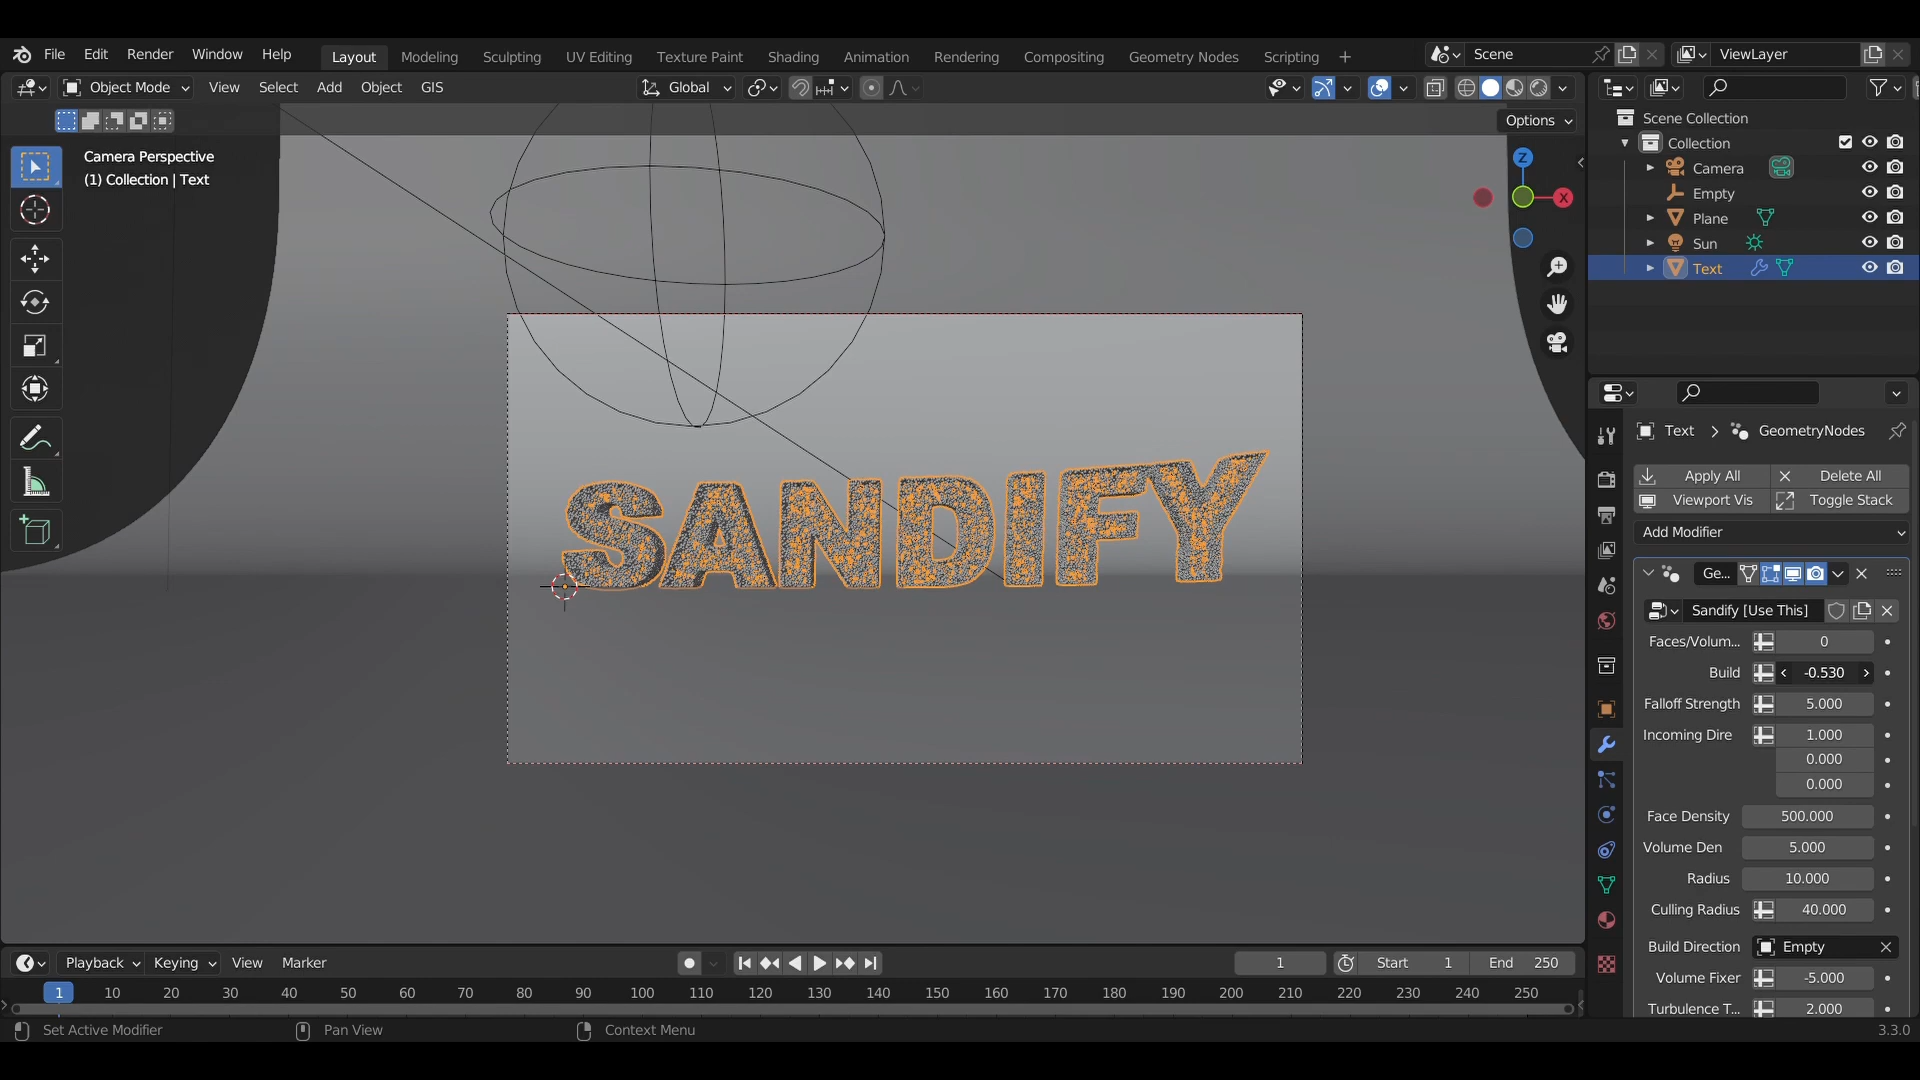 File Edit Render Window Help Layout Modeling Sculpting UV Editing Texture Paint Shading Animation Rendering Compositing Geometry Nodes Scripting + Scene ViewLayer
Object Mode View Select Add Object GIS Global
Options
Camera Perspective
(1) Collection | Text
Z
X
SANDIFY
Scene Collection
Collection
Camera
Empty
Plane
Sun
Text
Text > GeometryNodes
Apply All Delete All
Viewport Vis Toggle Stack
Add Modifier
Ge...
Sandify [Use This]
Faces/Volum... 0
Build -0.530
Falloff Strength 5.000
Incoming Dire 1.000
0.000
0.000
Face Density 500.000
Volume Den 5.000
Radius 10.000
Culling Radius 40.000
Build Direction Empty
Volume Fixer -5.000
Turbulence T... 2.000
Playback Keying View Marker 1 Start 1 End 250
1 10 20 30 40 50 60 70 80 90 100 110 120 130 140 150 160 170 180 190 200 210 220 230 240 250
Set Active Modifier Pan View Context Menu 3.3.0